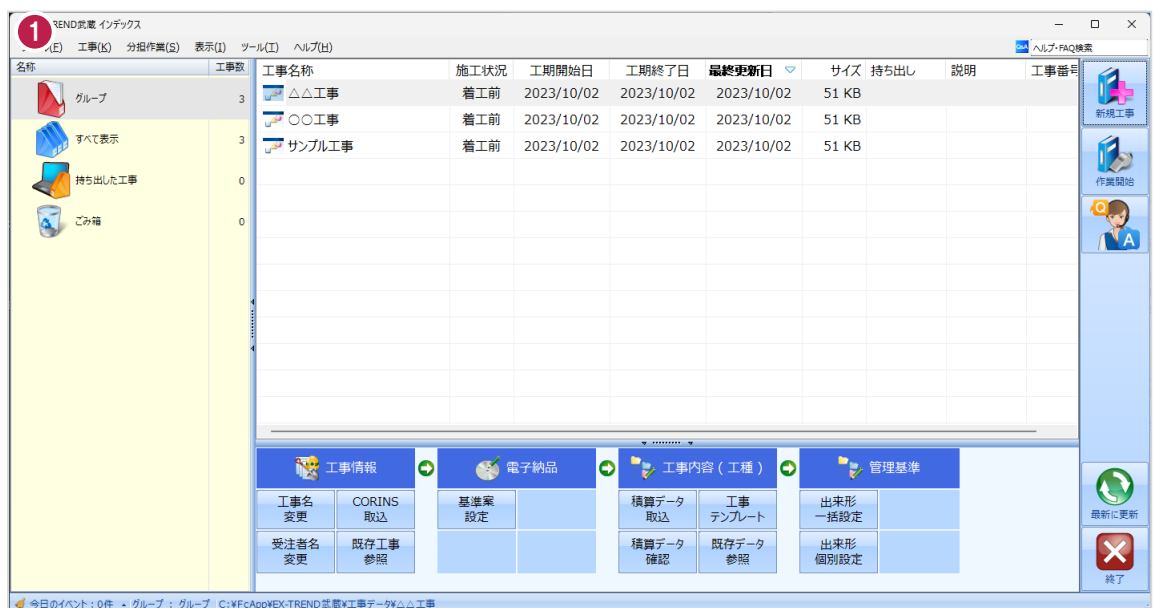 1
REND武蔵 インデックス
(F) 工事(K) 分担作業(S) 表示(I) ツール(T) ヘルプ(H)
Q&A ヘルプ・FAQ検索
名称 工事数
グループ 3
すべて表示 3
持ち出した工事 0
ごみ箱 0
工事名称 施工状況 工期開始日 工期終了日 最終更新日 サイズ 持ち出し 説明 工事番号
△△工事 着工前 2023/10/02 2023/10/02 2023/10/02 51 KB
○○工事 着工前 2023/10/02 2023/10/02 2023/10/02 51 KB
サンプル工事 着工前 2023/10/02 2023/10/02 2023/10/02 51 KB
新規工事
作業開始
Q
A
最新に更新
終了
工事情報 電子納品 工事内容 ( 工種 ) 管理基準
工事名
変更
CORINS
取込
基準案
設定
積算データ
取込
工事
テンプレート
出来形
一括設定
受注者名
変更
既存工事
参照
積算データ
確認
既存データ
参照
出来形
個別設定
今日のイベント : 0件 グループ : グループ C:¥FcApp¥EX-TREND武蔵¥工事データ¥△△工事